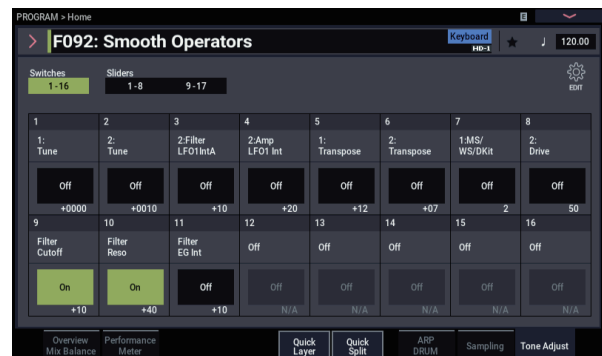 PROGRAM > Home
E
F092: Smooth Operators
Keyboard
HD-1
♩ 120.00
Switches
Sliders
1-16
1-8
9-17
EDIT
1 2 3 4 5 6 7 8
1: Tune
2: Tune
2:Filter LFO1IntA
2:Amp LFO1 Int
1: Transpose
2: Transpose
1:MS/ WS/DKit
2: Drive
Off Off Off Off Off Off Off Off
+0000 +0010 +10 +20 +12 +07 2 50
9 10 11 12 13 14 15 16
Filter Cutoff
Filter Reso
Filter EG Int
Off Off Off Off Off
On On Off Off Off Off Off Off
+10 +40 +10 N/A N/A N/A N/A N/A
Overview Mix Balance
Performance Meter
Quick Layer
Quick Split
ARP DRUM
Sampling
Tone Adjust